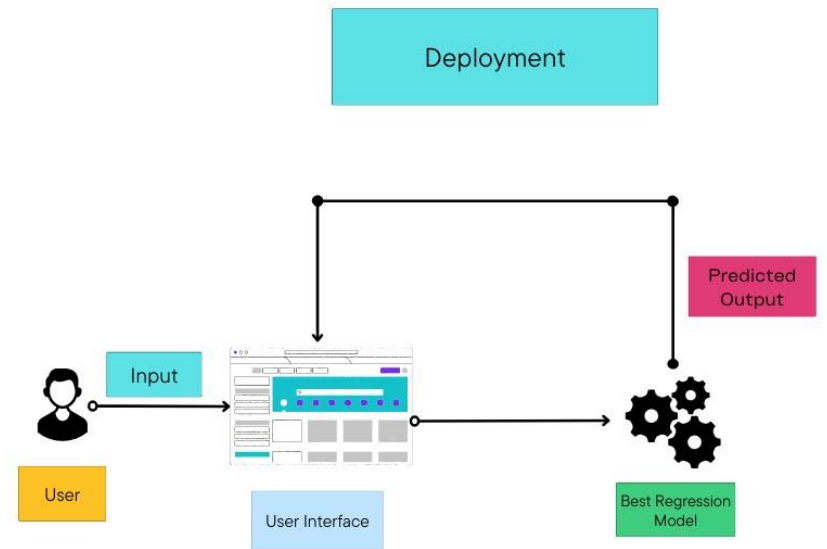 Deployment
Predicted
Output
Input
User
User Interface
Best Regression
Model